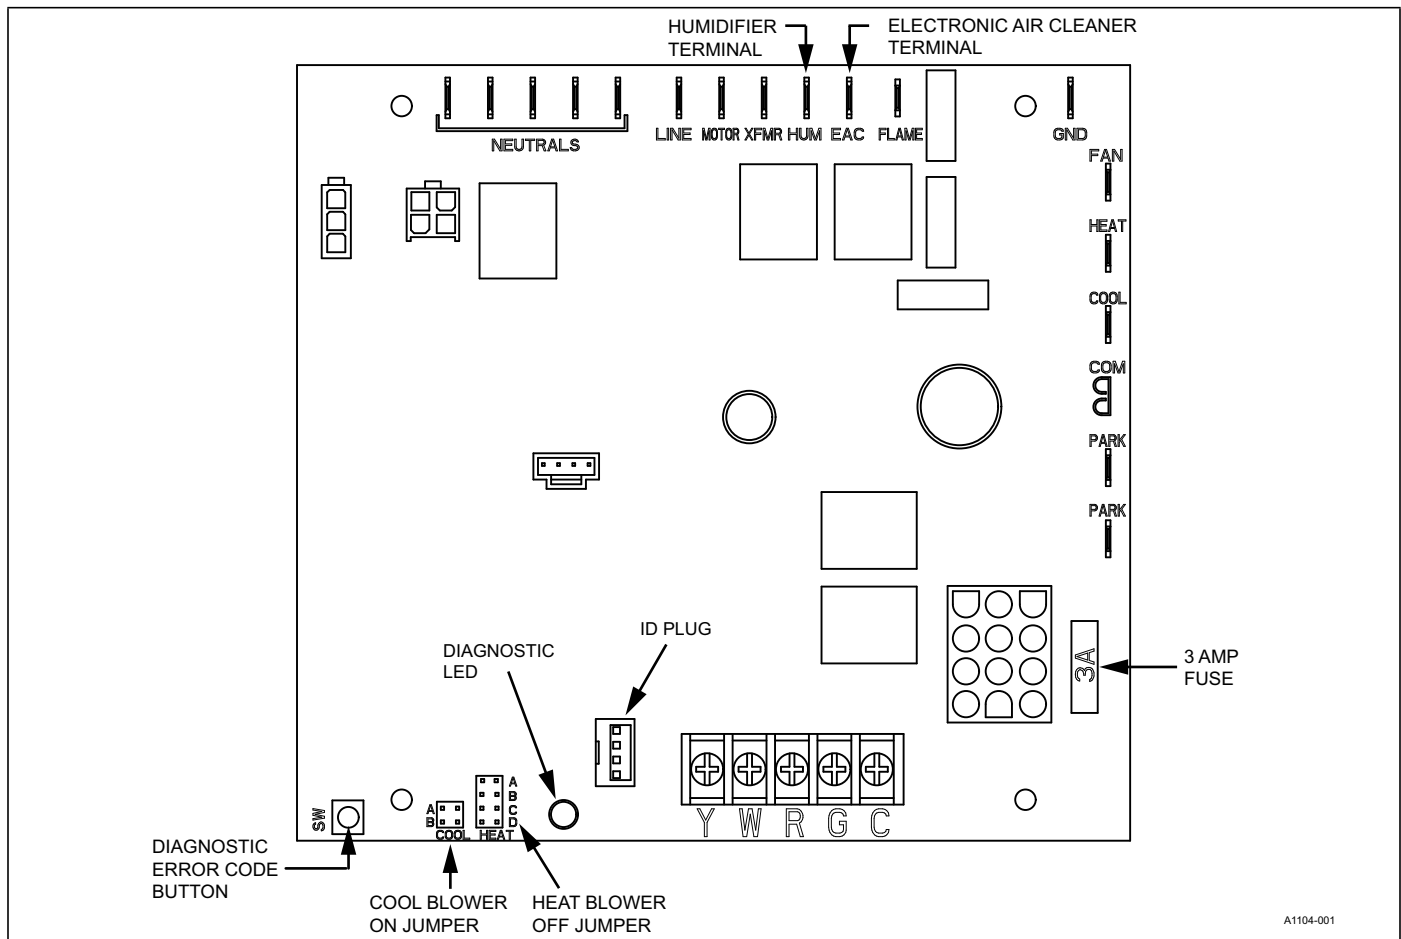 HUMIDIFIER
TERMINAL
ELECTRONIC AIR CLEANER
TERMINAL
NEUTRALS
LINE MOTOR XFMR HUM EAC FLAME
GND
FAN
HEAT
COOL
COM
PARK
PARK
3A
3 AMP
FUSE
ID PLUG
DIAGNOSTIC
LED
A
B
C
D
A
B
COOL HEAT
SW
Y W R G C
DIAGNOSTIC
ERROR CODE
BUTTON
COOL BLOWER
ON JUMPER
HEAT BLOWER
OFF JUMPER
A1104-001